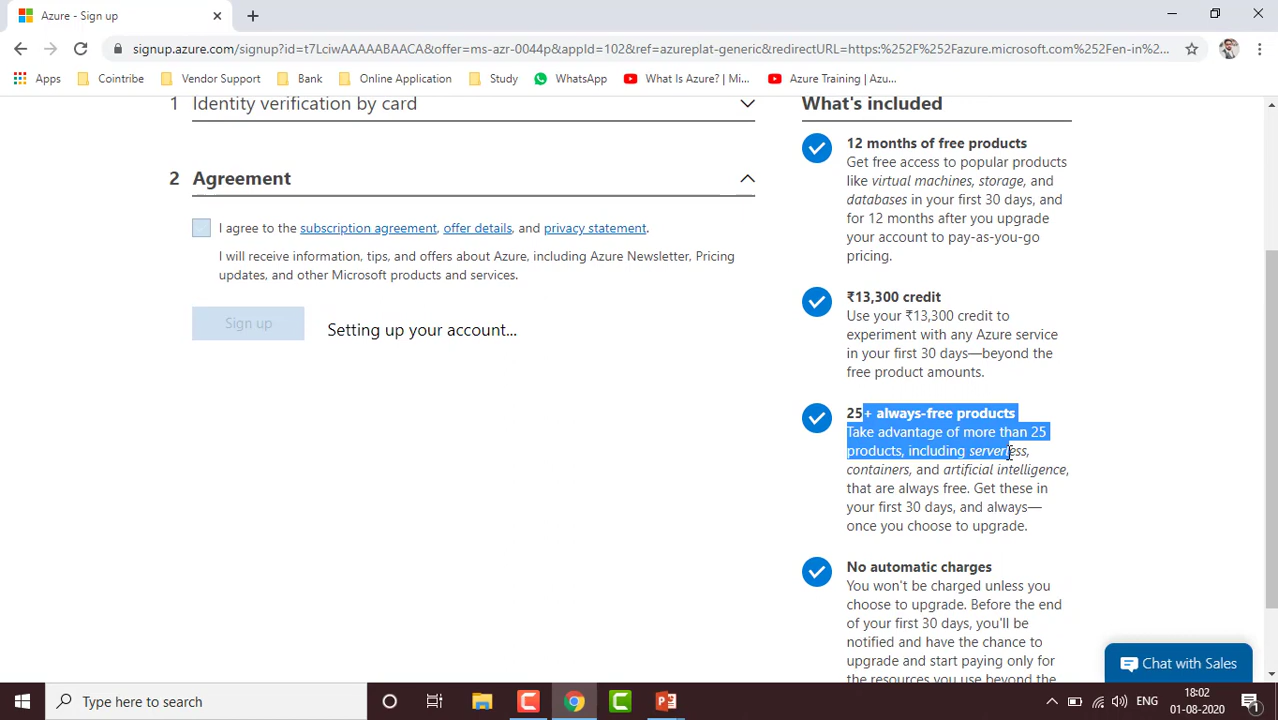 Azure - Sign up
signup.azure.com/signup?id=t7LciwAAAAABAACA&offer=ms-azr-0044p&appId=102&ref=azureplat-generic&redirectURL=https:%252F%252Fazure.microsoft.com%252Fen-in%2...
Apps
Cointribe
Vendor Support
Bank
Online Application
Study
WhatsApp
What Is Azure? | Mi...
Azure Training | Azu...
1 Identity verification by card
2 Agreement
I agree to the subscription agreement, offer details, and privacy statement.
I will receive information, tips, and offers about Azure, including Azure Newsletter, Pricing
updates, and other Microsoft products and services.
Sign up
Setting up your account...
What's included
12 months of free products
Get free access to popular products
like virtual machines, storage, and
databases in your first 30 days, and
for 12 months after you upgrade
your account to pay-as-you-go
pricing.
₹13,300 credit
Use your ₹13,300 credit to
experiment with any Azure service
in your first 30 days—beyond the
free product amounts.
25+ always-free products
Take advantage of more than 25
products, including serverless,
containers, and artificial intelligence,
that are always free. Get these in
your first 30 days, and always—
once you choose to upgrade.
No automatic charges
You won't be charged unless you
choose to upgrade. Before the end
of your first 30 days, you'll be
notified and have the chance to
upgrade and start paying only for
the resources you use beyond the
Chat with Sales
Type here to search
ENG
18:02
01-08-2020
1